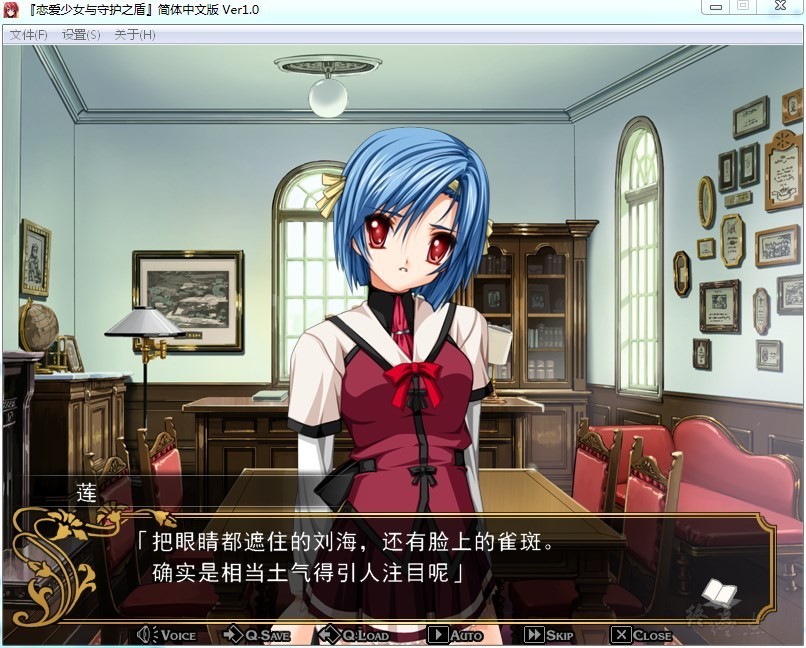 『恋爱少女与守护之盾』简体中文版 Ver1.0
文件(F) 设置(S) 关于(H)
莲
「把眼睛都遮住的刘海，还有脸上的雀斑。
确实是相当土气得引人注目呢」
VOICE Q.SAVE Q.LOAD AUTO SKIP CLOSE